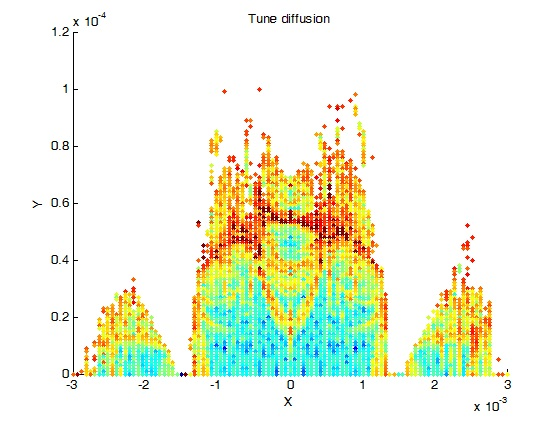 Tune diffusion
x 10⁻⁴
1.2
1
0.8
Y
0.6
0.4
0.2
0
-3 -2 -1 0 1 2 3
X
x 10⁻³